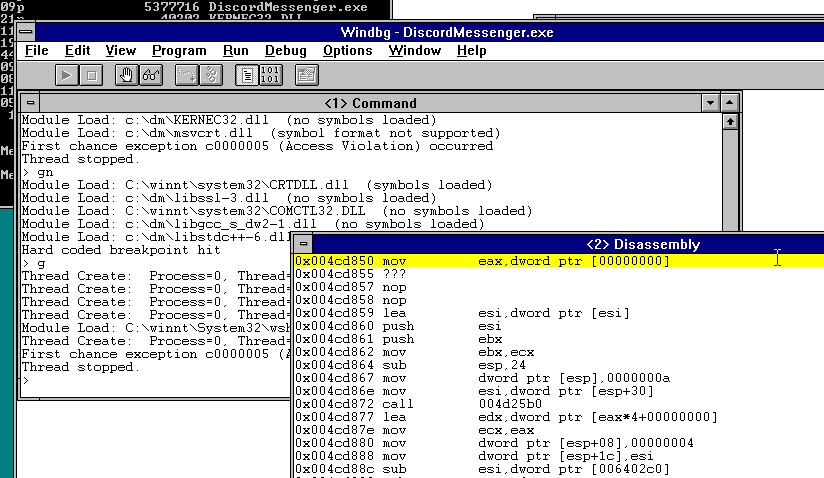 09p 5377716 DiscordMessenger.exe
21p 40202 KERNEC32.DLL
Windbg - DiscordMessenger.exe
File Edit View Program Run Debug Options Window Help
<1> Command
Module Load: c:\dm\KERNEC32.dll (no symbols loaded)
Module Load: c:\dm\msvcrt.dll (symbol format not supported)
First chance exception c0000005 (Access Violation) occurred
Thread stopped.
> gn
Module Load: C:\winnt\system32\CRTDLL.dll (symbols loaded)
Module Load: c:\dm\libssl-3.dll (no symbols loaded)
Module Load: C:\winnt\system32\COMCTL32.DLL (no symbols loaded)
Module Load: c:\dm\libgcc_s_dw2-1.dll (no symbols loaded)
Module Load: c:\dm\libstdc++-6.dl
Hard coded breakpoint hit
> g
Thread Create: Process=0, Thread=
Thread Create: Process=0, Thread=
Thread Create: Process=0, Thread=
Thread Create: Process=0, Thread=
Module Load: C:\winnt\System32\wsh
Thread Create: Process=0, Thread=
First chance exception c0000005 (A
Thread stopped.
>
<2> Disassembly
0x004cd850 mov eax,dword ptr [00000000]
0x004cd855 ???
0x004cd857 nop
0x004cd858 nop
0x004cd859 lea esi,dword ptr [esi]
0x004cd860 push esi
0x004cd861 push ebx
0x004cd862 mov ebx,ecx
0x004cd864 sub esp,24
0x004cd867 mov dword ptr [esp],0000000a
0x004cd86e mov esi,dword ptr [esp+30]
0x004cd872 call 004d25b0
0x004cd877 lea edx,dword ptr [eax*4+00000000]
0x004cd87e mov ecx,eax
0x004cd880 mov dword ptr [esp+08],00000004
0x004cd888 mov dword ptr [esp+1c],esi
0x004cd88c sub esi,dword ptr [006402c0]